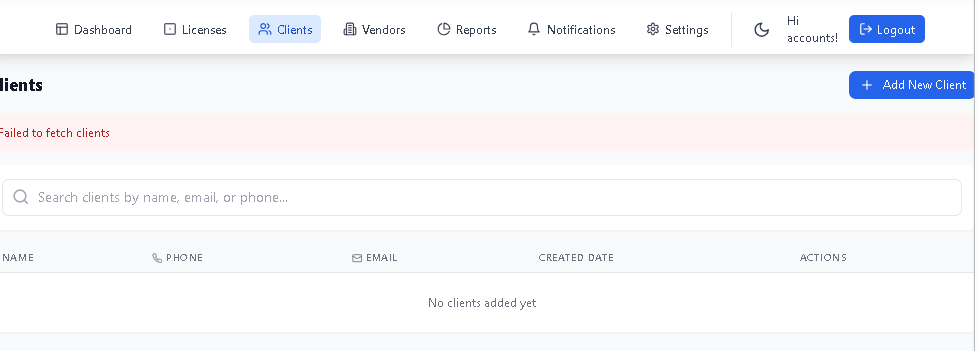 Dashboard Licenses Clients Vendors Reports Notifications Settings Hi accounts! Logout
lients Add New Client
Failed to fetch clients
Search clients by name, email, or phone...
NAME PHONE EMAIL CREATED DATE ACTIONS
No clients added yet